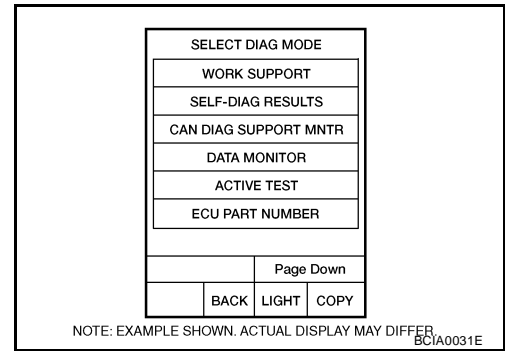 SELECT DIAG MODE
WORK SUPPORT
SELF-DIAG RESULTS
CAN DIAG SUPPORT MNTR
DATA MONITOR
ACTIVE TEST
ECU PART NUMBER
Page Down
BACK LIGHT COPY
NOTE: EXAMPLE SHOWN. ACTUAL DISPLAY MAY DIFFER.
BCIA0031E